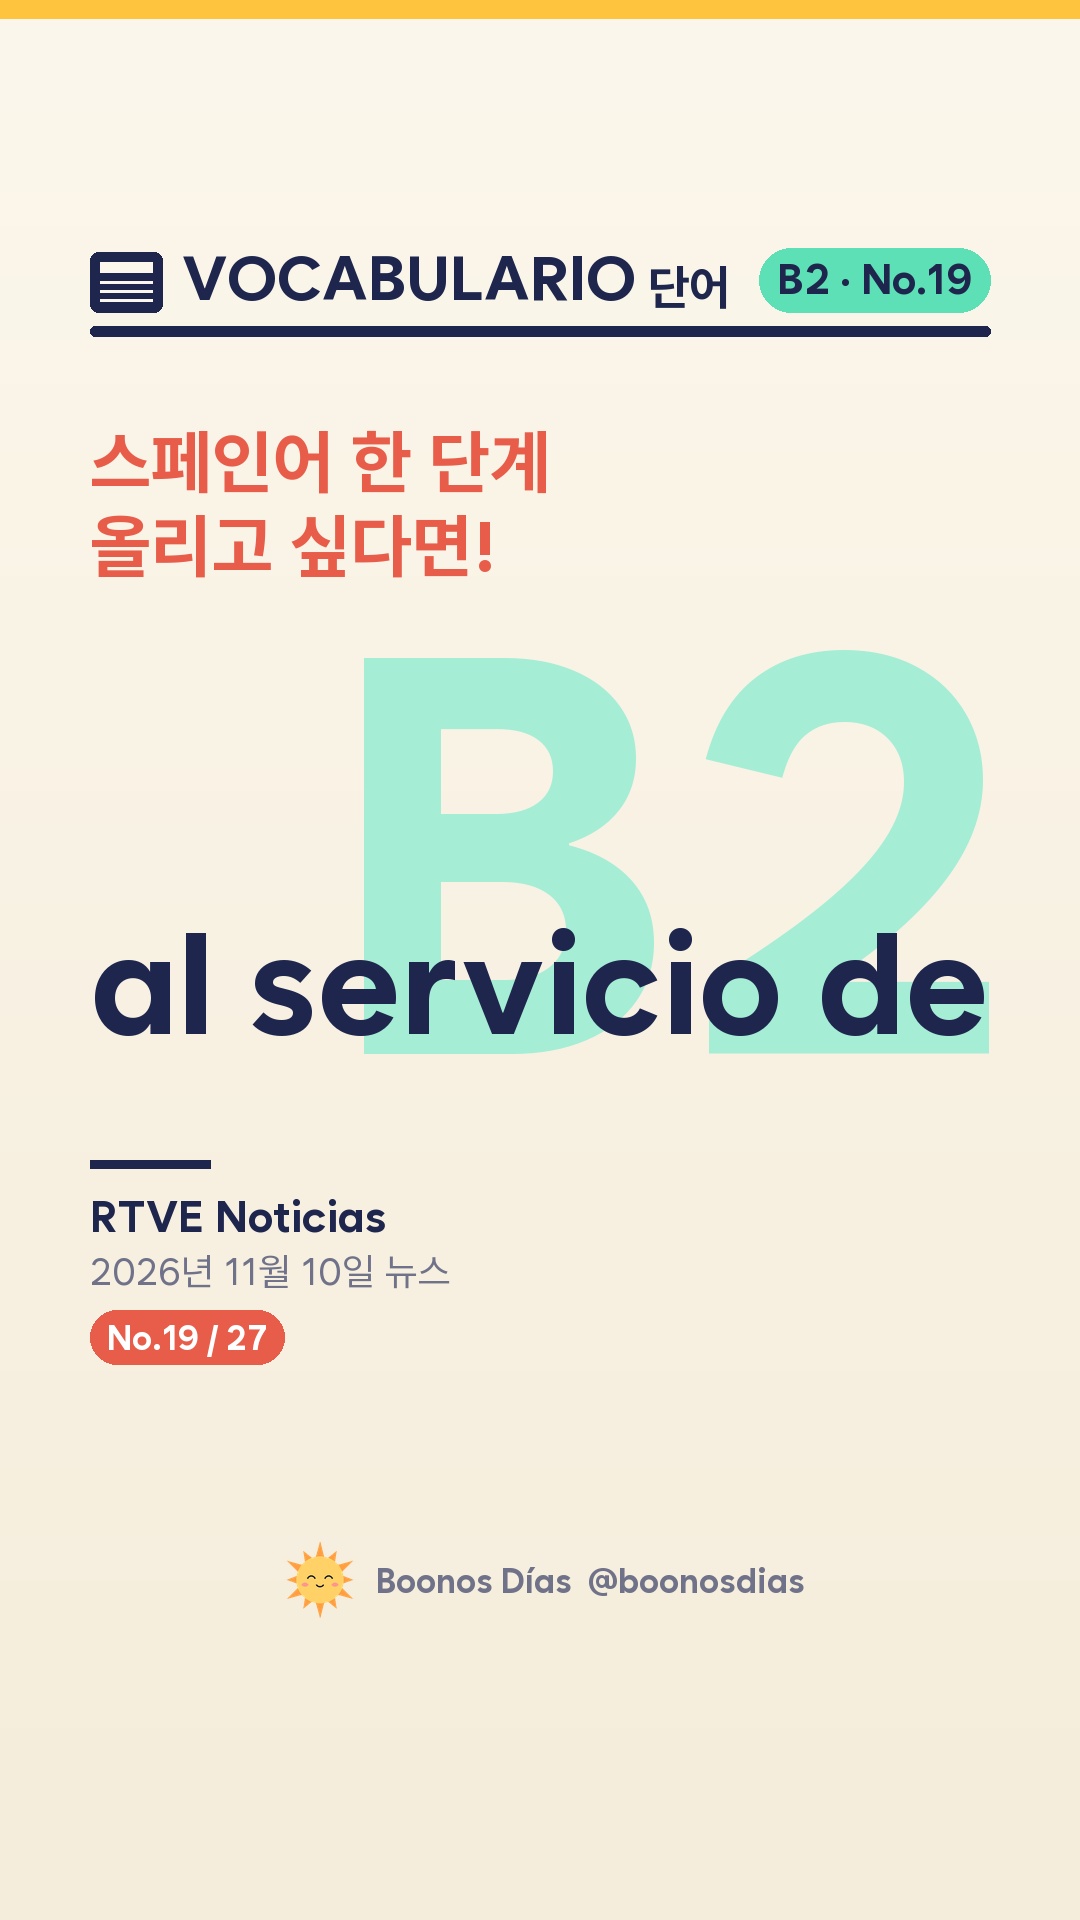 VOCABULARIO 단어 B2 · No.19
스페인어 한 단계
올리고 싶다면!
B2
al servicio de
RTVE Noticias
2026년 11월 10일 뉴스
No.19 / 27
Boonos Días @boonosdias